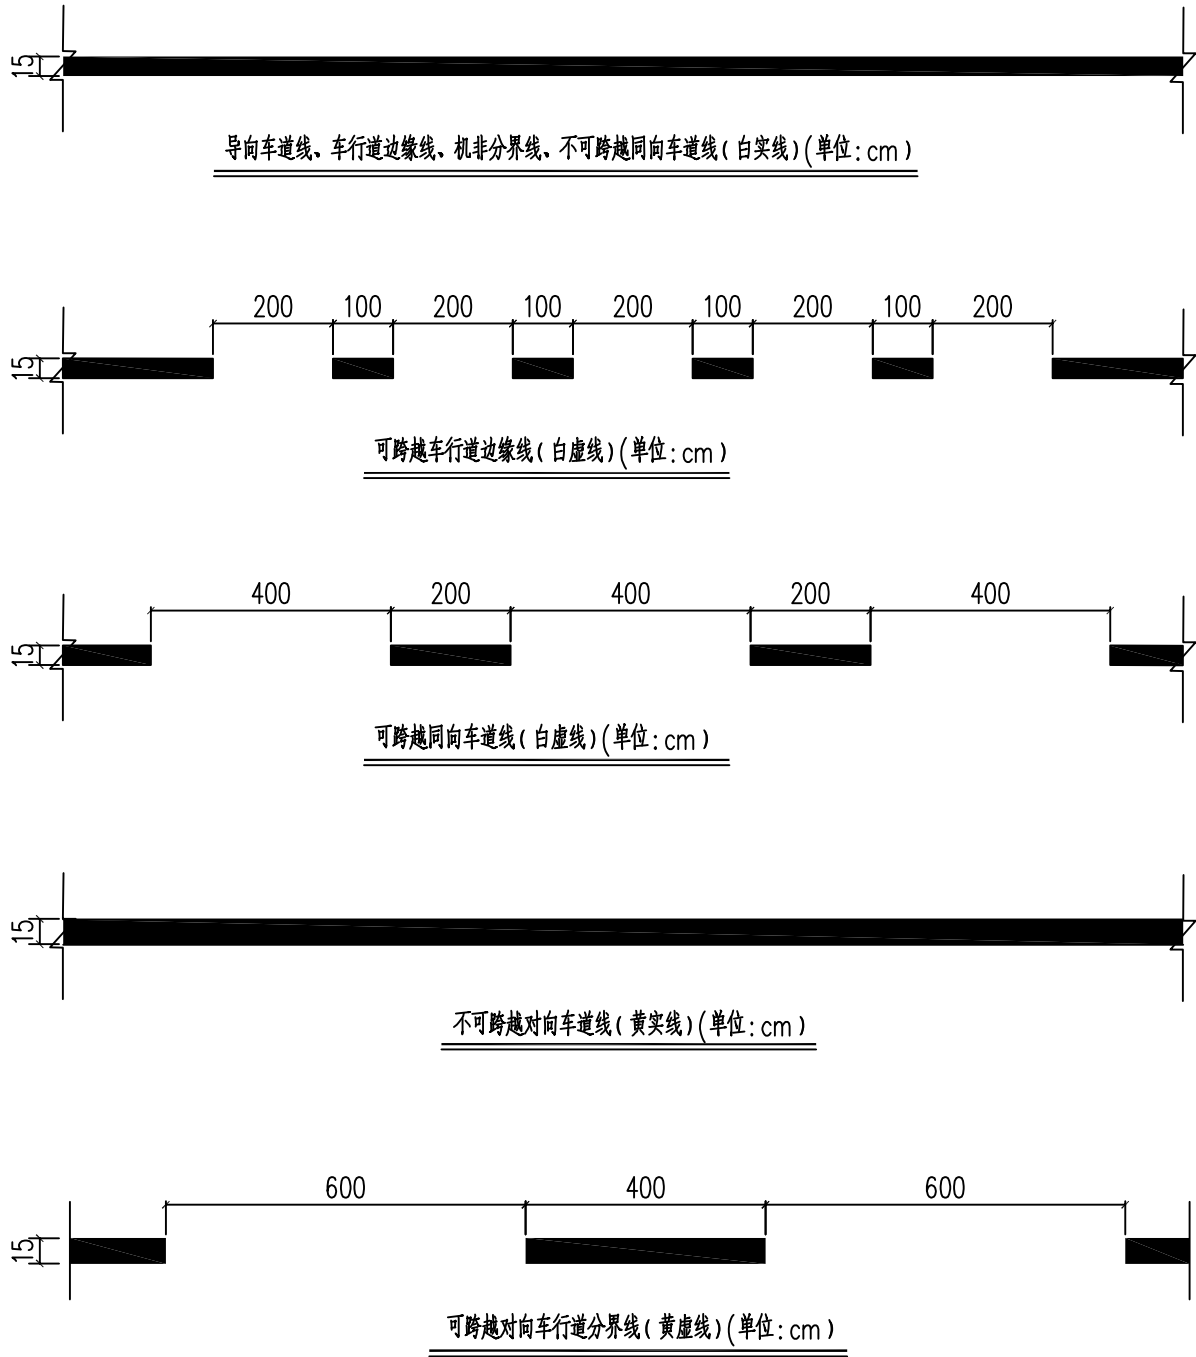 15
导向车道线、车行道边缘线、机非分界线、不可跨越同向车道线(白实线)(单位:cm)
200 100 200 100 200 100 200 100 200
15
可跨越车行道边缘线(白虚线)(单位:cm)
400 200 400 200 400
15
可跨越同向车道线(白虚线)(单位:cm)
15
不可跨越对向车道线(黄实线)(单位:cm)
600 400 600
15
可跨越对向车行道分界线(黄虚线)(单位:cm)